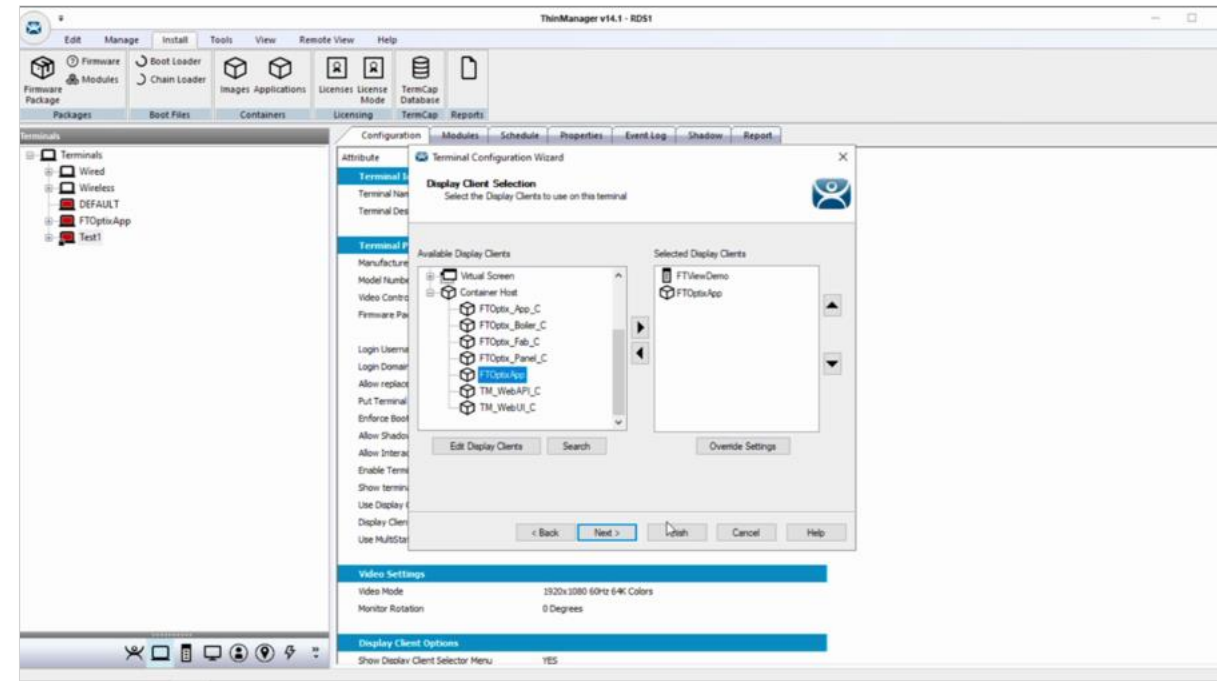 ThinManager v14.1 - RDS1
Edit Manage Install Tools View Remote View Help
Firmware Package
Firmware
Modules
Boot Loader
Chain Loader
Images Applications
Licenses License Mode
TermCap Database
Packages Boot Files Containers Licensing TermCap Reports
Terminals
Configuration Modules Schedule Properties Event Log Shadow Report
Terminals
Wired
Wireless
DEFAULT
FTOptixApp
Test1
Attribute
Terminal
Terminal Nam
Terminal Des
Terminal P
Manufacture
Model Numbe
Video Contro
Firmware Pa
Login Userna
Login Domai
Allow replace
Put Terminal
Enforce Boot
Allow Shado
Allow Intera
Enable Term
Show termin
Use Display
Display Clien
Use MultiStat
Terminal Configuration Wizard
Display Client Selection
Select the Display Clients to use on this terminal
Available Display Clients
Virtual Screen
Container Host
FTOptix_App_C
FTOptix_Boiler_C
FTOptix_Fab_C
FTOptix_Panel_C
FTOptixApp
TM_WebAPI_C
TM_WebUI_C
Selected Display Clients
FTViewDemo
FTOptixApp
Edit Display Clients Search Override Settings
< Back Next > Finish Cancel Help
Video Settings
Video Mode 1920x1080 60Hz 64K Colors
Monitor Rotation 0 Degrees
Display Client Options
Show Display Client Selector Menu YES